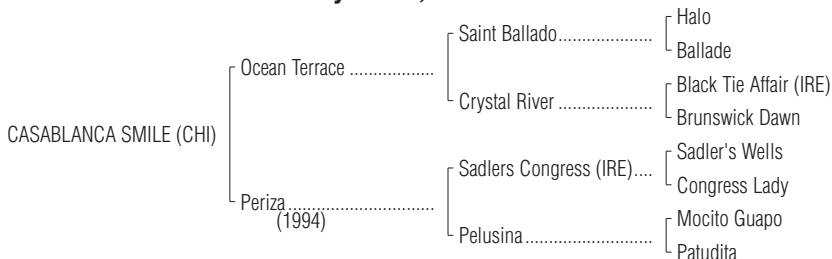 Halo
Saint Ballado
Ballade
Ocean Terrace
Black Tie Affair (IRE)
Crystal River
Brunswick Dawn
CASABLANCA SMILE (CHI)
Sadler's Wells
Sadlers Congress (IRE)
Congress Lady
Periza
(1994)
Mocito Guapo
Pelusina
Patudita